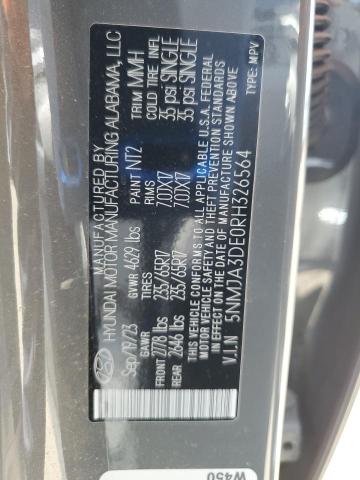 MANUFACTURED BY
HYUNDAI MOTOR MANUFACTURING ALABAMA, LLC
Sep/19/23 GVWR 4629 lbs PAINT NT2 TRIM MMH
GAWR RIMS COLD TIRE INFL
FRONT 2778 lbs 235/65R17 7.0JX17 35 psi SINGLE
REAR 2646 lbs 235/65R17 7.0JX17 35 psi SINGLE
THIS VEHICLE CONFORMS TO ALL APPLICABLE U.S.A. FEDERAL
MOTOR VEHICLE SAFETY, BUMPER AND
THEFT PREVENTION STANDARDS IN EFFECT
ON THE DATE OF MANUFACTURE SHOWN ABOVE
V.I.N 5NMJA3DE0RH326564 TYPE: MPV
W450